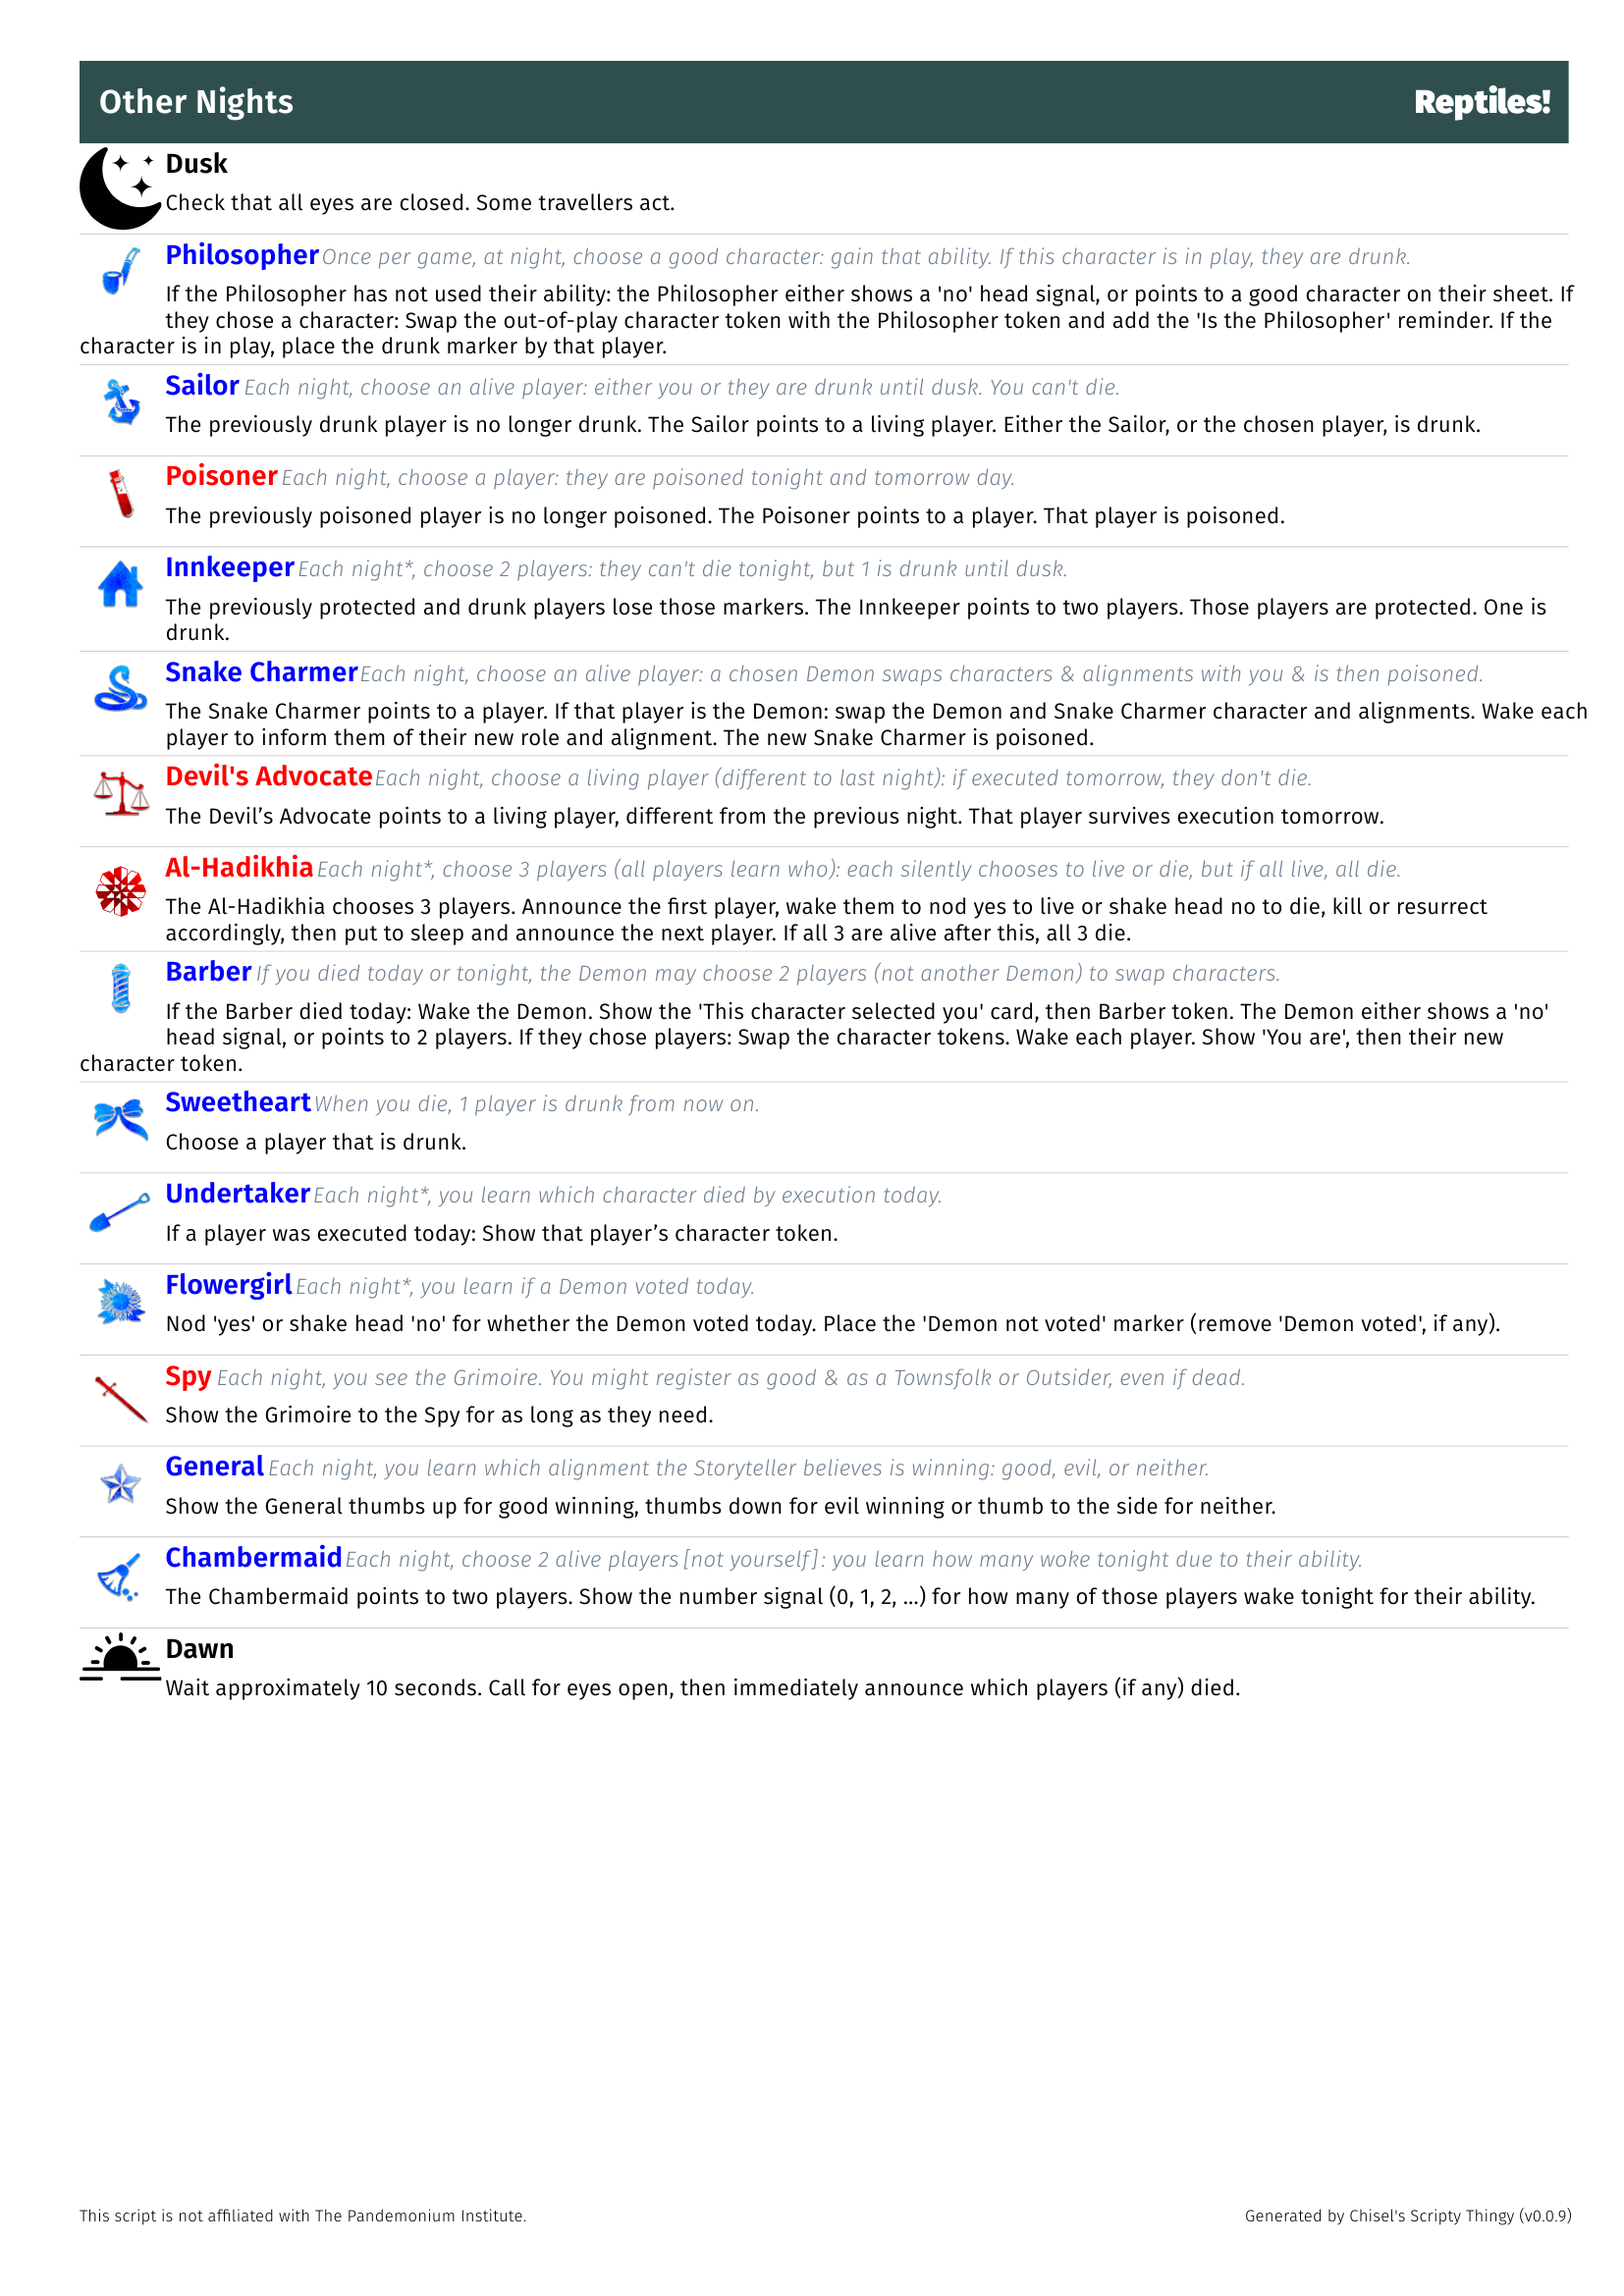 Other Nights
Reptiles!
Dusk
Check that all eyes are closed. Some travellers act.
Philosopher Once per game, at night, choose a good character: gain that ability. If this character is in play, they are drunk.
If the Philosopher has not used their ability: the Philosopher either shows a 'no' head signal, or points to a good character on their sheet. If
they chose a character: Swap the out-of-play character token with the Philosopher token and add the 'Is the Philosopher' reminder. If the
character is in play, place the drunk marker by that player.
Sailor Each night, choose an alive player: either you or they are drunk until dusk. You can't die.
The previously drunk player is no longer drunk. The Sailor points to a living player. Either the Sailor, or the chosen player, is drunk.
Poisoner Each night, choose a player: they are poisoned tonight and tomorrow day.
The previously poisoned player is no longer poisoned. The Poisoner points to a player. That player is poisoned.
Innkeeper Each night*, choose 2 players: they can't die tonight, but 1 is drunk until dusk.
The previously protected and drunk players lose those markers. The Innkeeper points to two players. Those players are protected. One is
drunk.
Snake Charmer Each night, choose an alive player: a chosen Demon swaps characters & alignments with you & is then poisoned.
The Snake Charmer points to a player. If that player is the Demon: swap the Demon and Snake Charmer character and alignments. Wake each
player to inform them of their new role and alignment. The new Snake Charmer is poisoned.
Devil's Advocate Each night, choose a living player (different to last night): if executed tomorrow, they don't die.
The Devil’s Advocate points to a living player, different from the previous night. That player survives execution tomorrow.
Al-Hadikhia Each night*, choose 3 players (all players learn who): each silently chooses to live or die, but if all live, all die.
The Al-Hadikhia chooses 3 players. Announce the first player, wake them to nod yes to live or shake head no to die, kill or resurrect
accordingly, then put to sleep and announce the next player. If all 3 are alive after this, all 3 die.
Barber If you died today or tonight, the Demon may choose 2 players (not another Demon) to swap characters.
If the Barber died today: Wake the Demon. Show the 'This character selected you' card, then Barber token. The Demon either shows a 'no'
head signal, or points to 2 players. If they chose players: Swap the character tokens. Wake each player. Show 'You are', then their new
character token.
Sweetheart When you die, 1 player is drunk from now on.
Choose a player that is drunk.
Undertaker Each night*, you learn which character died by execution today.
If a player was executed today: Show that player’s character token.
Flowergirl Each night*, you learn if a Demon voted today.
Nod 'yes' or shake head 'no' for whether the Demon voted today. Place the 'Demon not voted' marker (remove 'Demon voted', if any).
Spy Each night, you see the Grimoire. You might register as good & as a Townsfolk or Outsider, even if dead.
Show the Grimoire to the Spy for as long as they need.
General Each night, you learn which alignment the Storyteller believes is winning: good, evil, or neither.
Show the General thumbs up for good winning, thumbs down for evil winning or thumb to the side for neither.
Chambermaid Each night, choose 2 alive players [not yourself]: you learn how many woke tonight due to their ability.
The Chambermaid points to two players. Show the number signal (0, 1, 2, …) for how many of those players wake tonight for their ability.
Dawn
Wait approximately 10 seconds. Call for eyes open, then immediately announce which players (if any) died.
This script is not affiliated with The Pandemonium Institute.
Generated by Chisel's Scripty Thingy (v0.0.9)